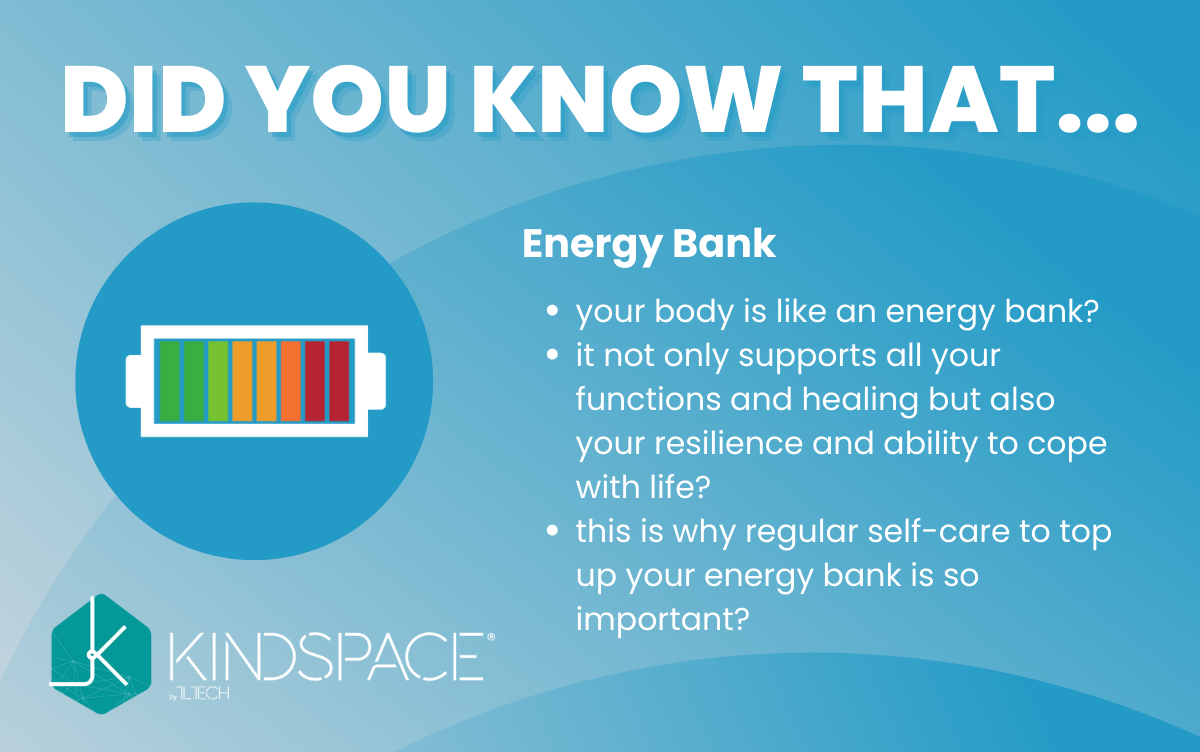 DID YOU KNOW THAT...
Energy Bank
• your body is like an energy bank?
• it not only supports all your
functions and healing but also
your resilience and ability to cope
with life?
• this is why regular self-care to top
up your energy bank is so
important?
KINDSPACE®
by TLTECH